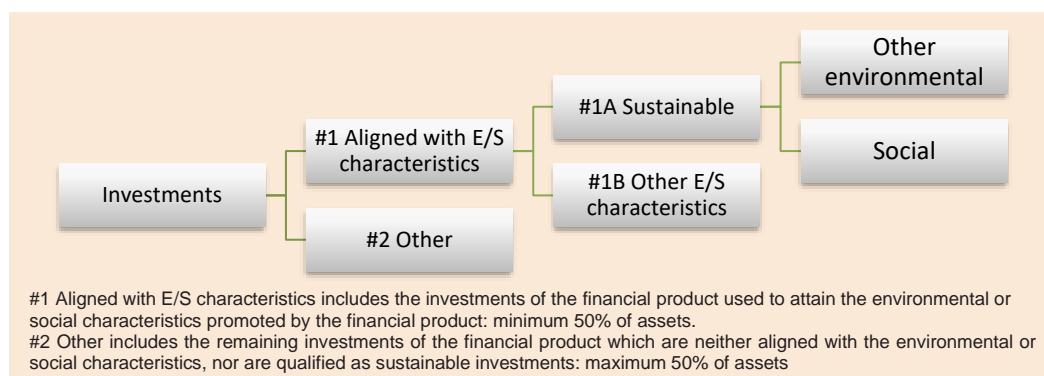 Investments
#1 Aligned with E/S
characteristics
#2 Other
#1A Sustainable
#1B Other E/S
characteristics
Other
environmental
Social
#1 Aligned with E/S characteristics includes the investments of the financial product used to attain the environmental or
social characteristics promoted by the financial product: minimum 50% of assets.
#2 Other includes the remaining investments of the financial product which are neither aligned with the environmental or
social characteristics, nor are qualified as sustainable investments: maximum 50% of assets